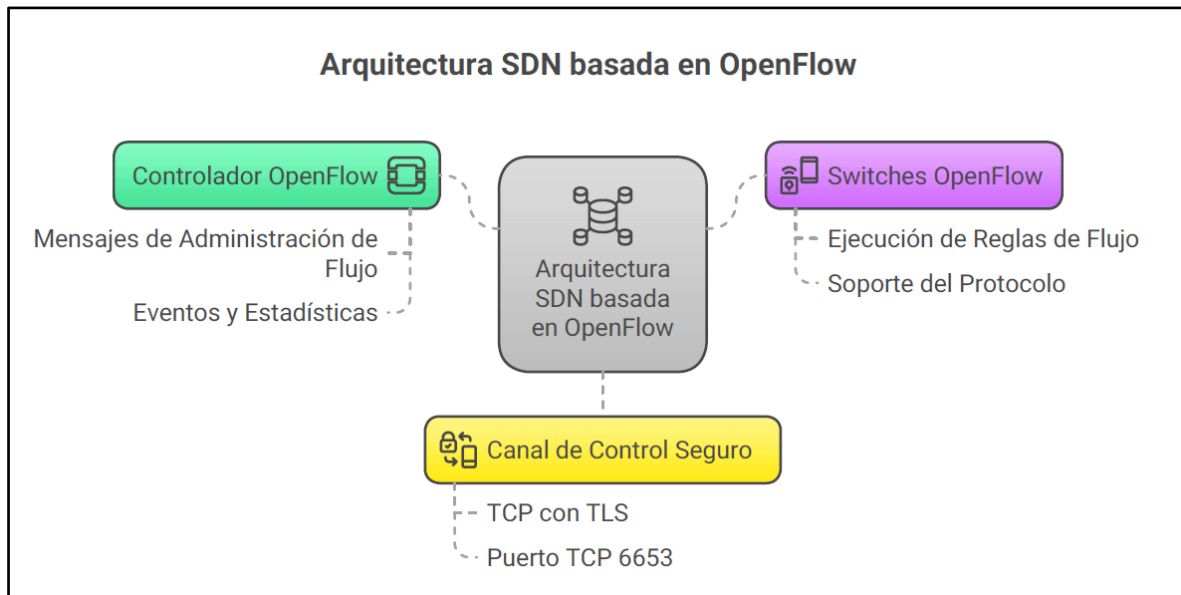 Arquitectura SDN basada en OpenFlow
Controlador OpenFlow
Mensajes de Administración de
Flujo
Eventos y Estadísticas
Arquitectura
SDN basada
en OpenFlow
Switches OpenFlow
Ejecución de Reglas de Flujo
Soporte del Protocolo
Canal de Control Seguro
TCP con TLS
Puerto TCP 6653